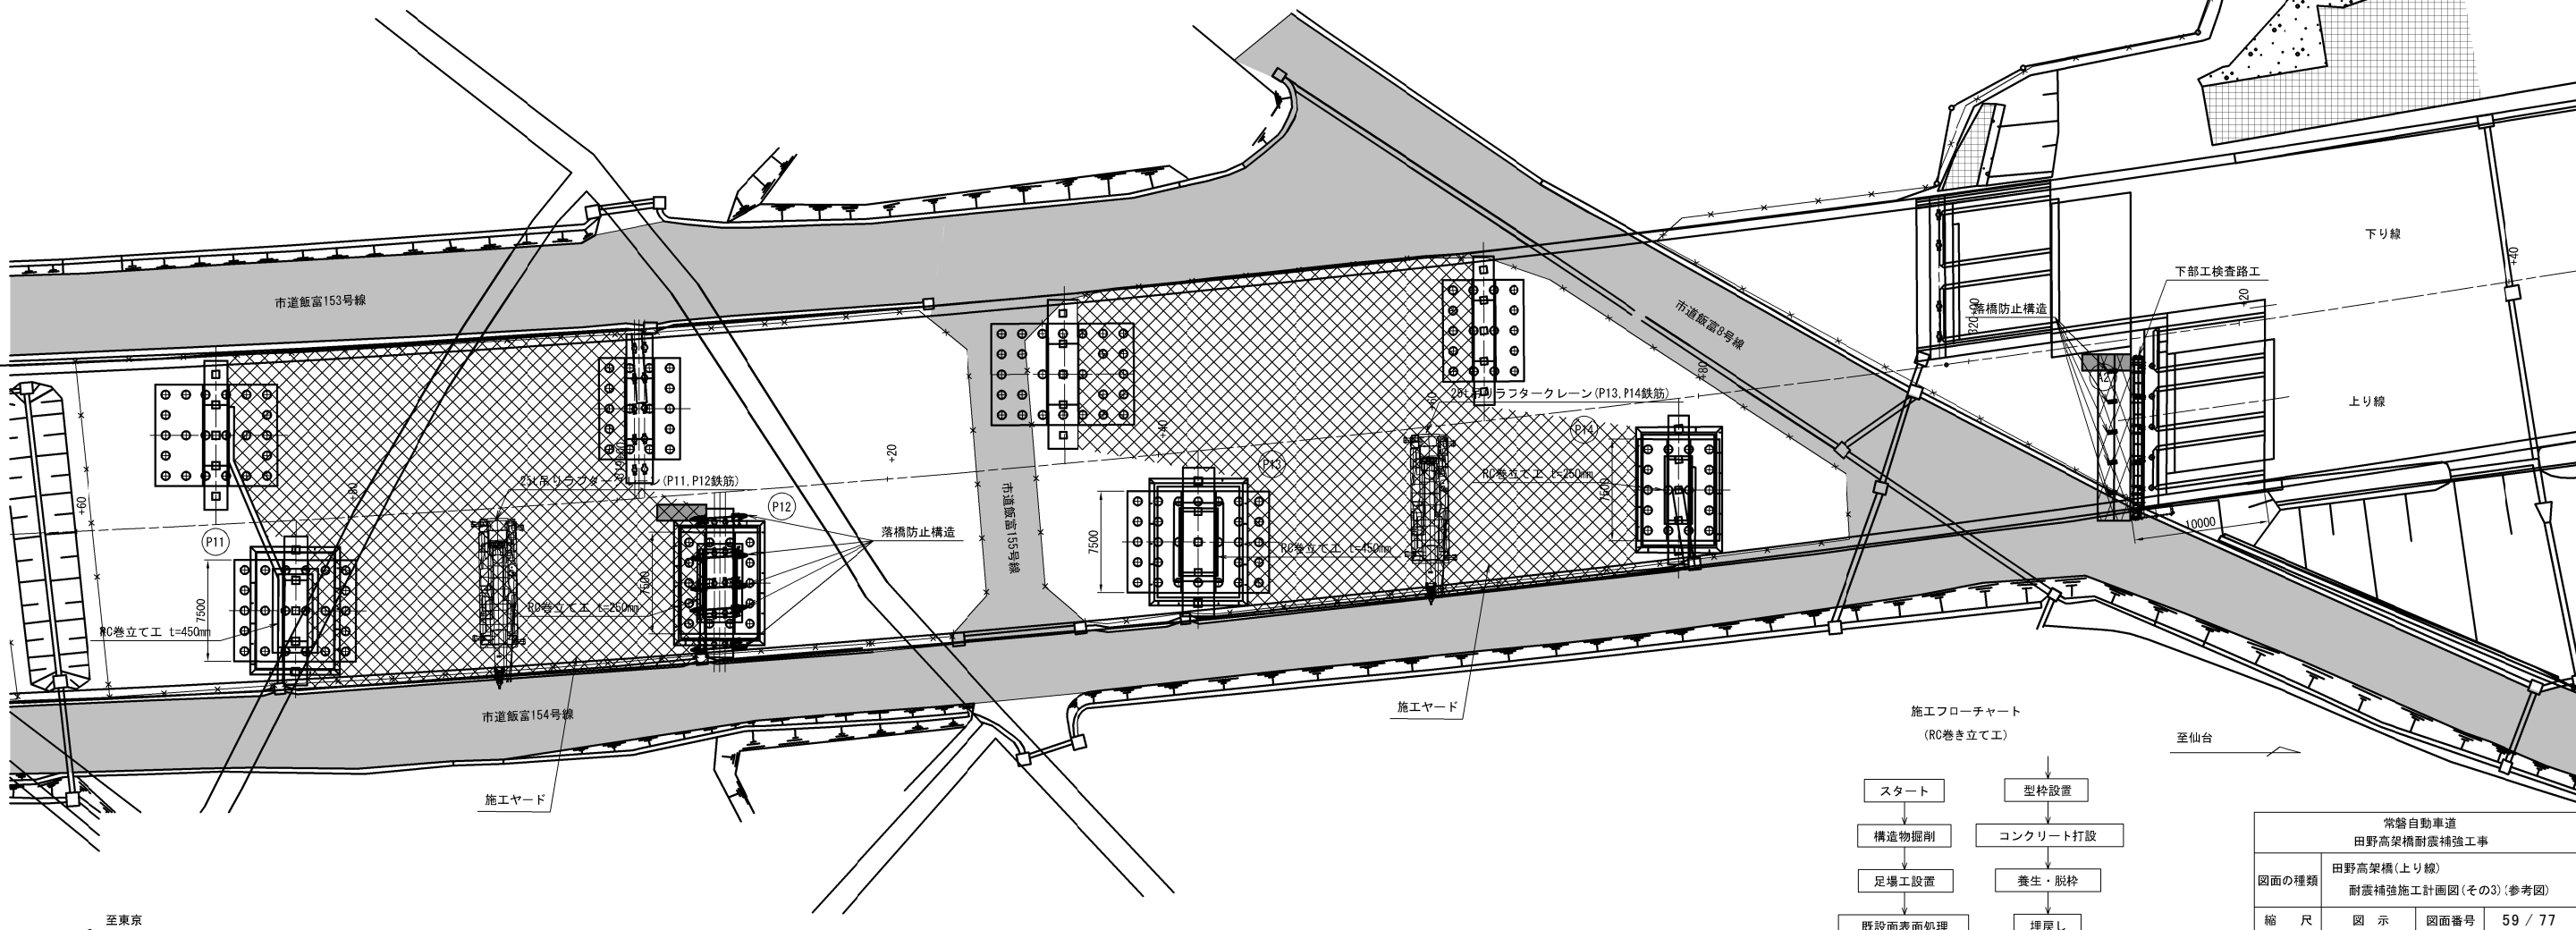 市道飯富153号線
市道飯富8号線
下り線
+40
下部工検査路工
+20
落橋防止構造
上り線
+80
+60
25t吊りラフタークレーン(P13,P14鉄筋)
+40
P14
A2
+20
+80
+60
25t吊りラフタークレーン(P11,P12鉄筋)
P13
RC巻立て工 t=250mm
7500
P12
市道飯富155号線
7500
10000
P11
落橋防止構造
RC巻立て工 t=450mm
7500
RC巻立て工 t=250mm
7500
RC巻立て工 t=450mm
市道飯富154号線
施工ヤード
施工ヤード
施工フローチャート
(RC巻き立て工)
至仙台
スタート
型枠設置
構造物掘削
コンクリート打設
足場工設置
養生・脱枠
既設面表面処理
埋戻し
至東京
常磐自動車道
田野高架橋耐震補強工事
図面の種類
田野高架橋(上り線)
耐震補強施工計画図(その3)(参考図)
縮 尺 図 示 図面番号 59 / 77